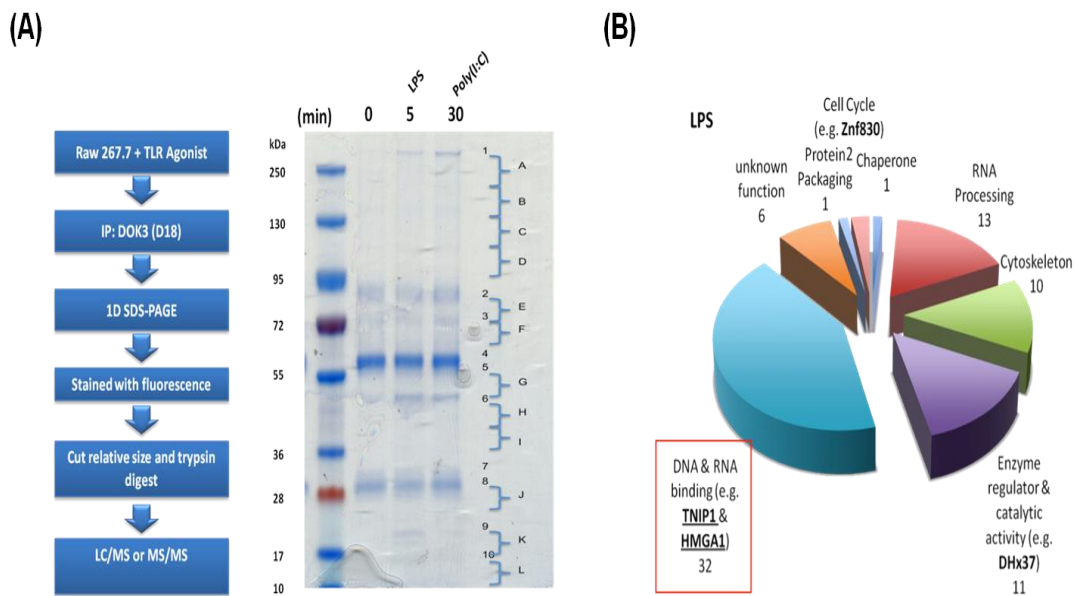 (A)
Raw 267.7 + TLR Agonist
IP: DOK3 (D18)
1D SDS-PAGE
Stained with fluorescence
Cut relative size and trypsin
digest
LC/MS or MS/MS
LPS
Poly(I:C)
(min) 0 5 30
kDa
250
130
95
72
55
36
28
17
10
1
A
B
C
D
2
E
3
F
4
5
G
6
H
I
7
8
J
9
K
10
L
(B)
LPS
Cell Cycle
(e.g. Znf830)
Protein2
Packaging
1
Chaperone
1
unknown
function
6
RNA
Processing
13
Cytoskeleton
10
Enzyme
regulator &
catalytic
activity (e.g.
DHx37)
11
DNA & RNA
binding (e.g.
TNIP1 &
HMGA1)
32